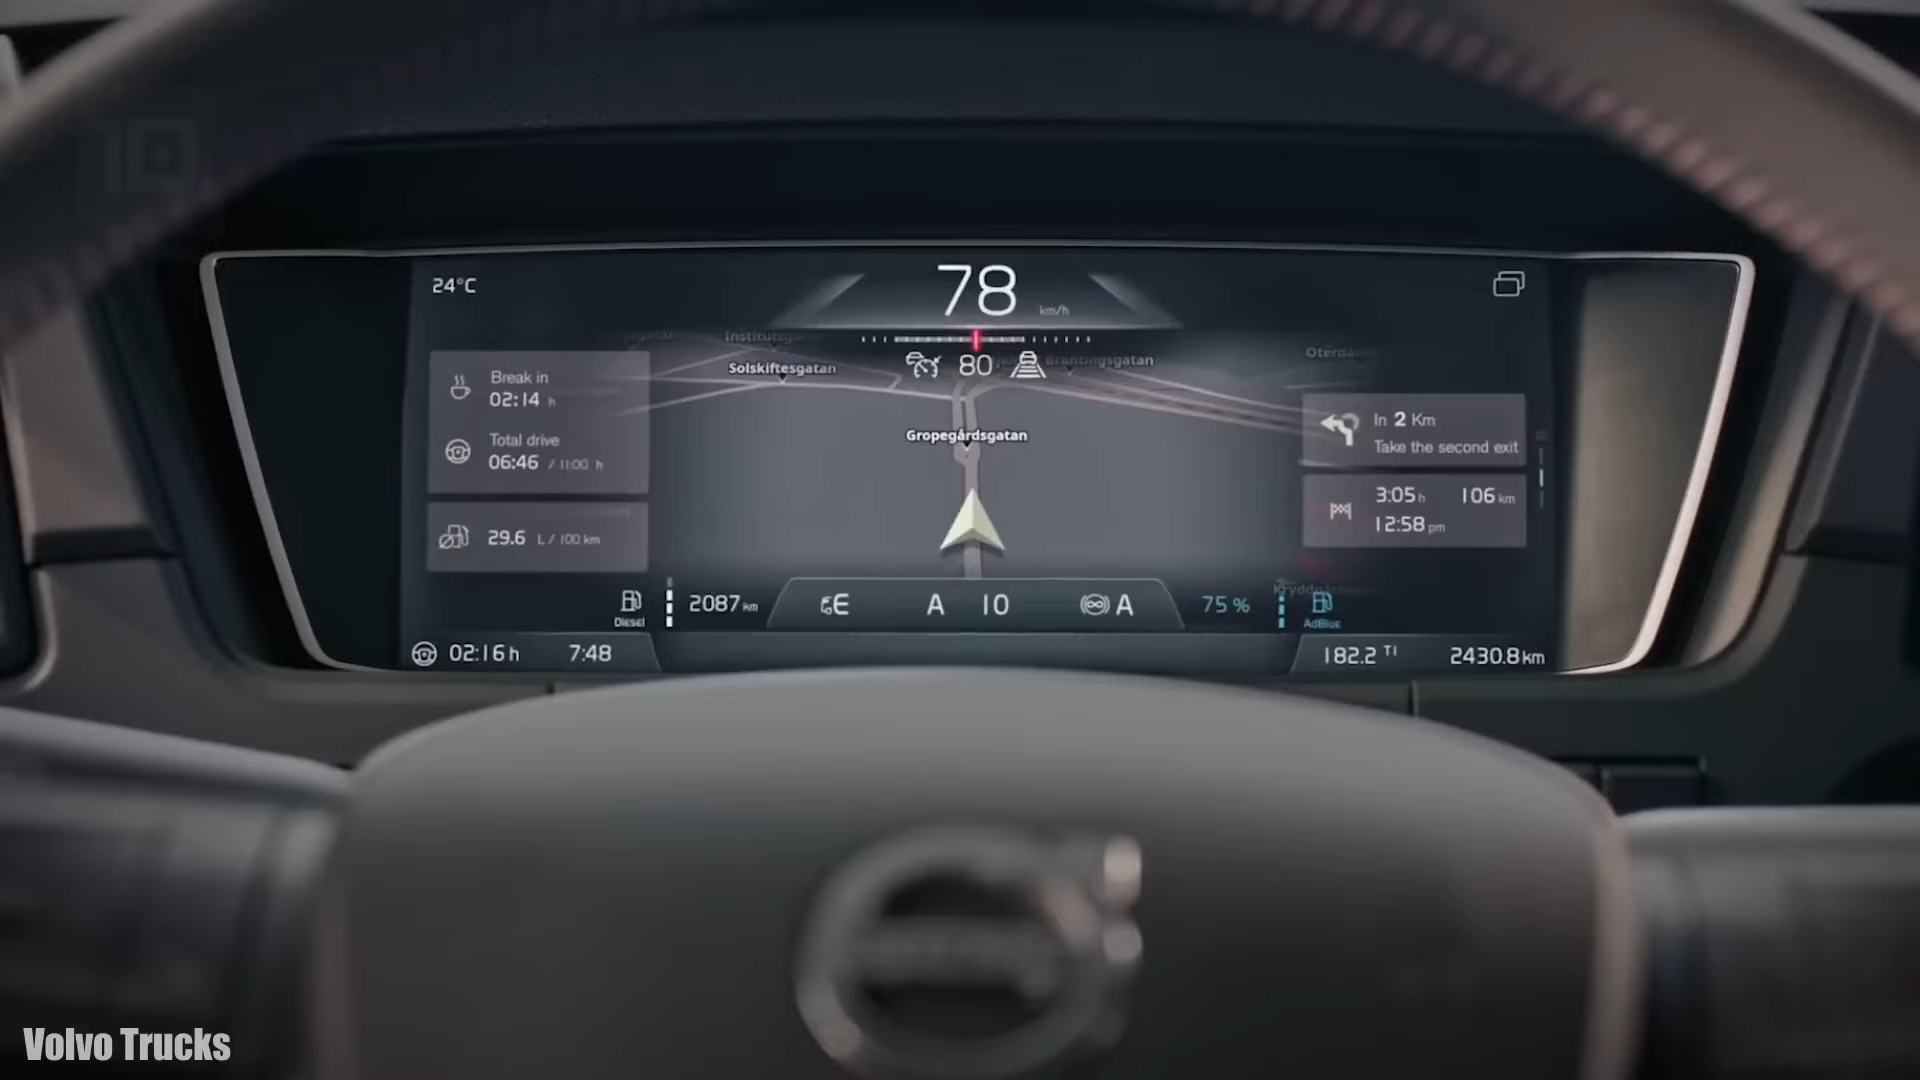 24°C
78 km/h
Solskiftesgatan
80
Brantingsgatan
Break in
02:14 h
Total drive
06:46 / 11:00 h
29.6 L / 100 km
Gropegårdsgatan
In 2 Km
Take the second exit
3:05 h 106 km
12:58 pm
Diesel
2087 km
E A 10 A
75 %
AdBlue
02:16 h 7:48
182.2 T1 2430.8 km
Volvo Trucks